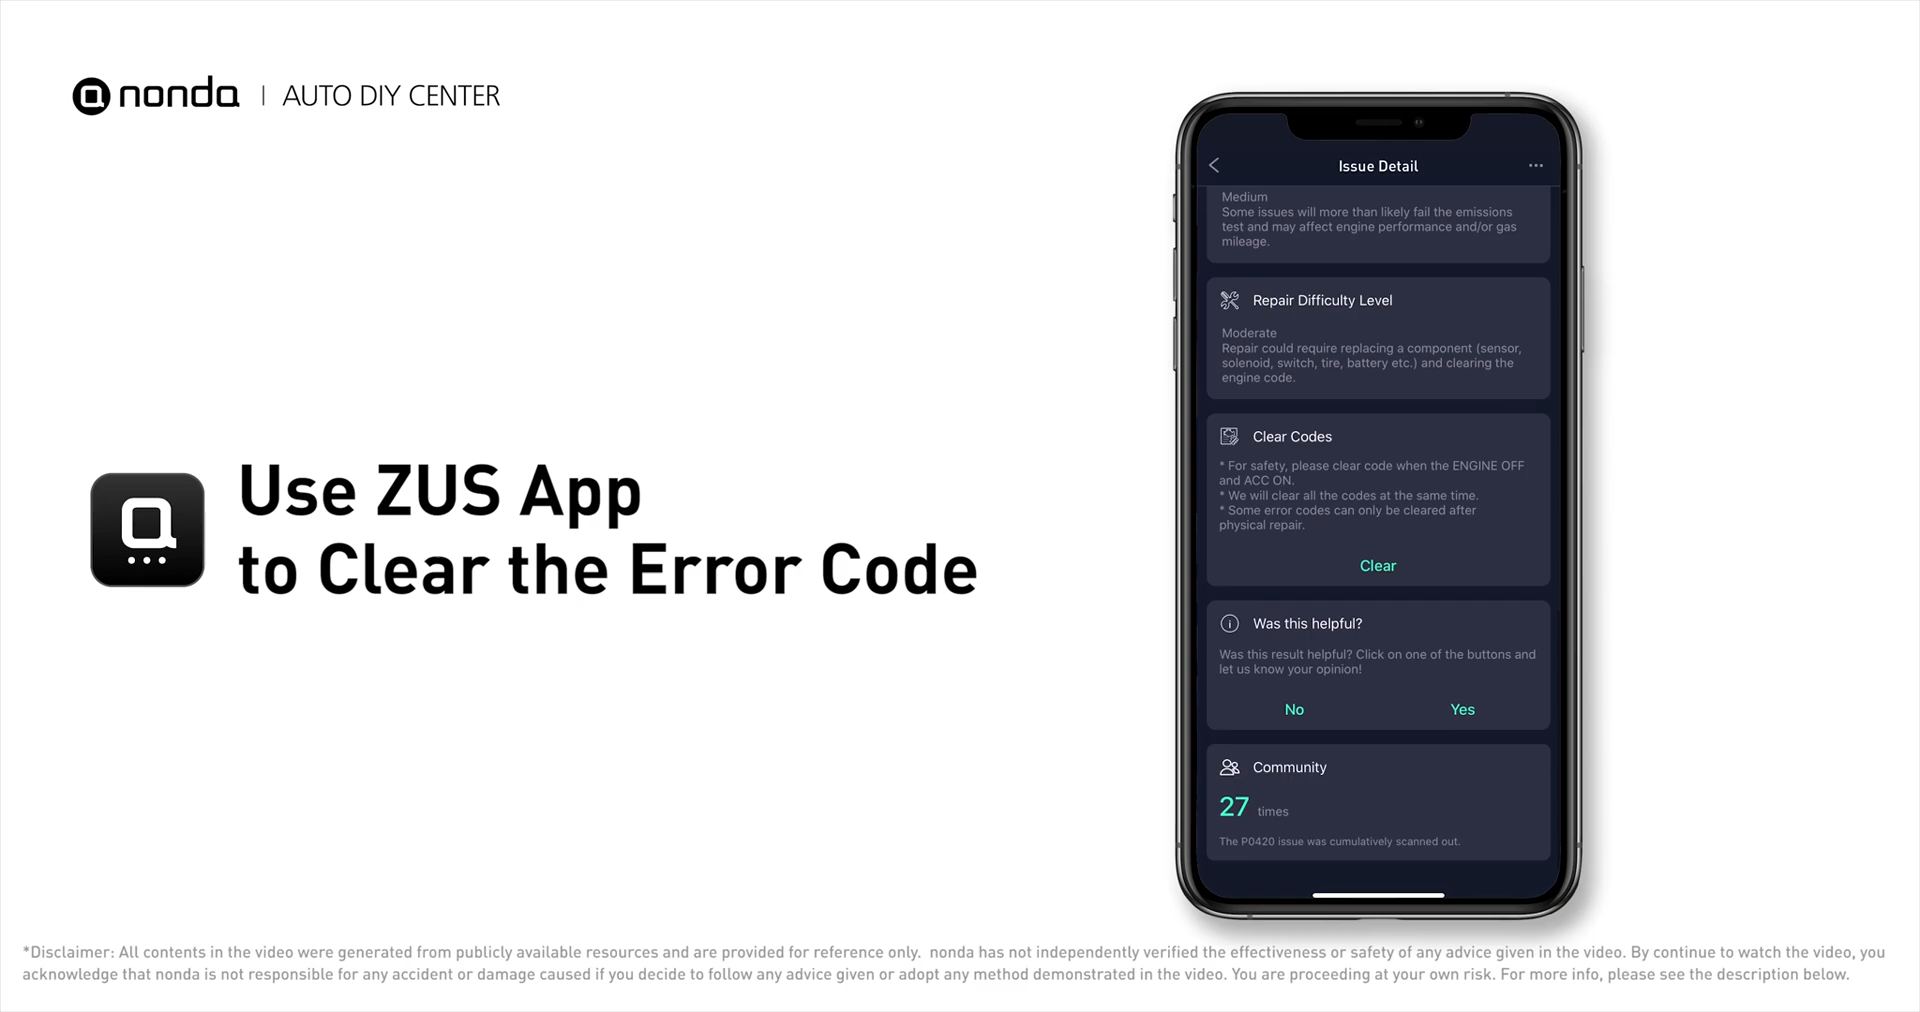 nonda | AUTO DIY CENTER
Use ZUS App
to Clear the Error Code
Issue Detail
Medium
Some issues will more than likely fail the emissions
test and may affect engine performance and/or gas
mileage.
Repair Difficulty Level
Moderate
Repair could require replacing a component (sensor,
solenoid, switch, tire, battery etc.) and clearing the
engine code.
Clear Codes
* For safety, please clear code when the ENGINE OFF
and ACC ON.
* We will clear all the codes at the same time.
* Some error codes can only be cleared after
physical repair.
Clear
Was this helpful?
Was this result helpful? Click on one of the buttons and
let us know your opinion!
No Yes
Community
27 times
The P0420 issue was cumulatively scanned out.
*Disclaimer: All contents in the video were generated from publicly available resources and are provided for reference only. nonda has not independently verified the effectiveness or safety of any advice given in the video. By continue to watch the video, you
acknowledge that nonda is not responsible for any accident or damage caused if you decide to follow any advice given or adopt any method demonstrated in the video. You are proceeding at your own risk. For more info, please see the description below.